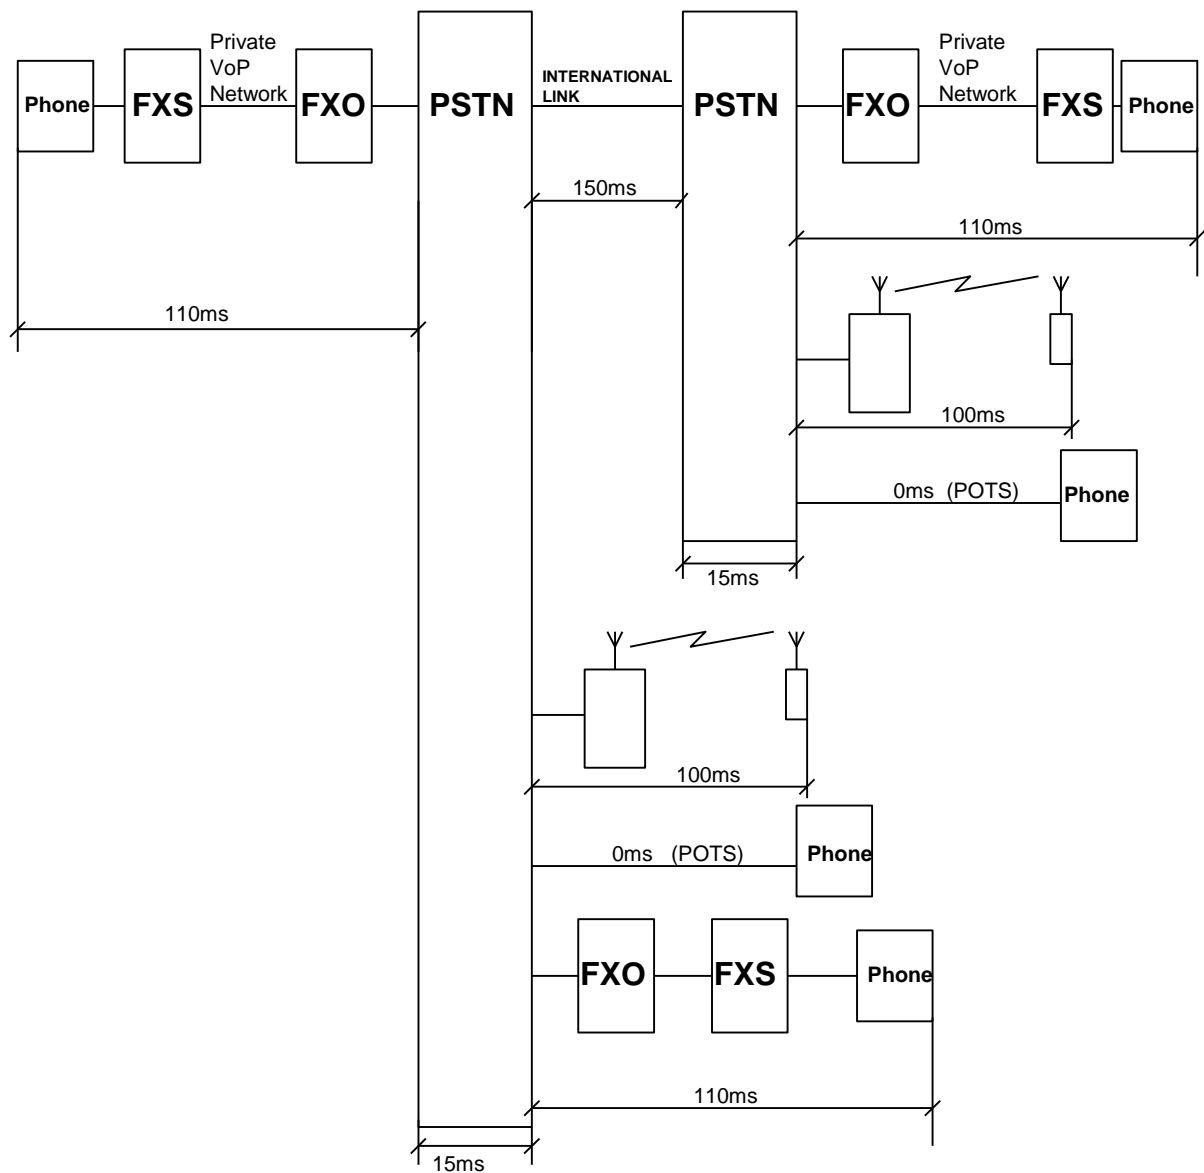 Private
VoP
Network
Phone
FXS
FXO
PSTN
INTERNATIONAL
LINK
PSTN
FXO
Private
VoP
Network
FXS
Phone
150ms
110ms
110ms
100ms
0ms (POTS)
Phone
15ms
100ms
0ms (POTS)
Phone
FXO
FXS
Phone
110ms
15ms